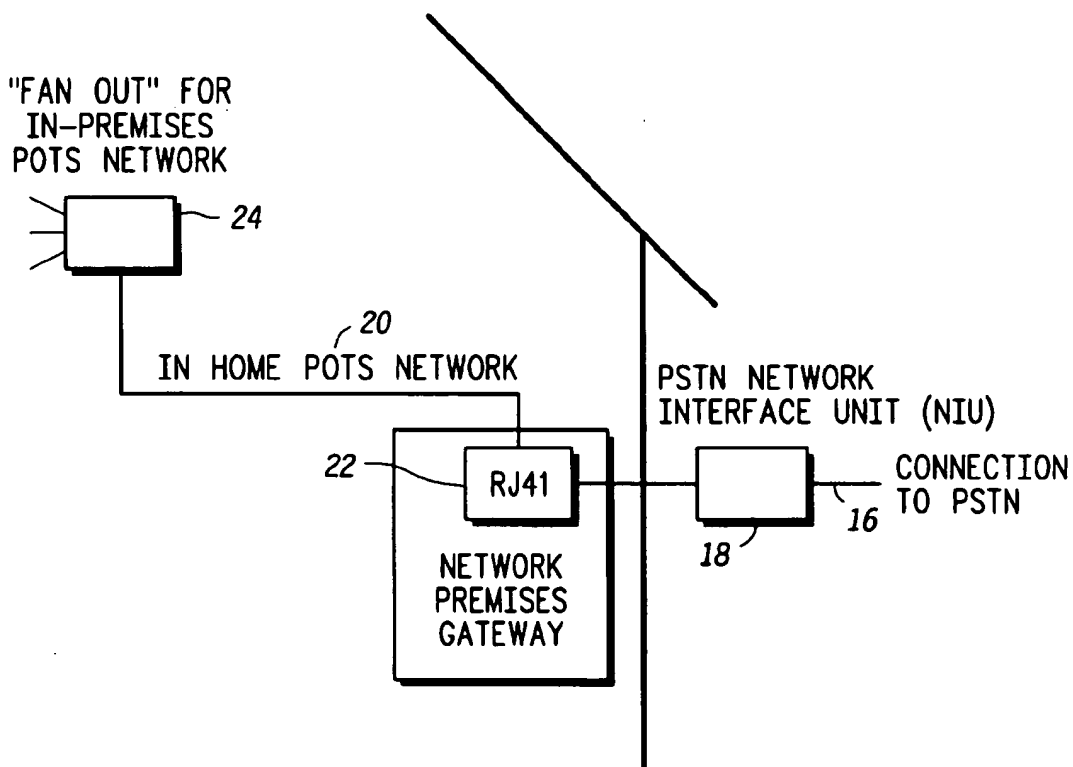 "FAN OUT" FOR
IN-PREMISES
POTS NETWORK
24
20
IN HOME POTS NETWORK
PSTN NETWORK
INTERFACE UNIT (NIU)
22
RJ41
CONNECTION
TO PSTN
16
18
NETWORK
PREMISES
GATEWAY